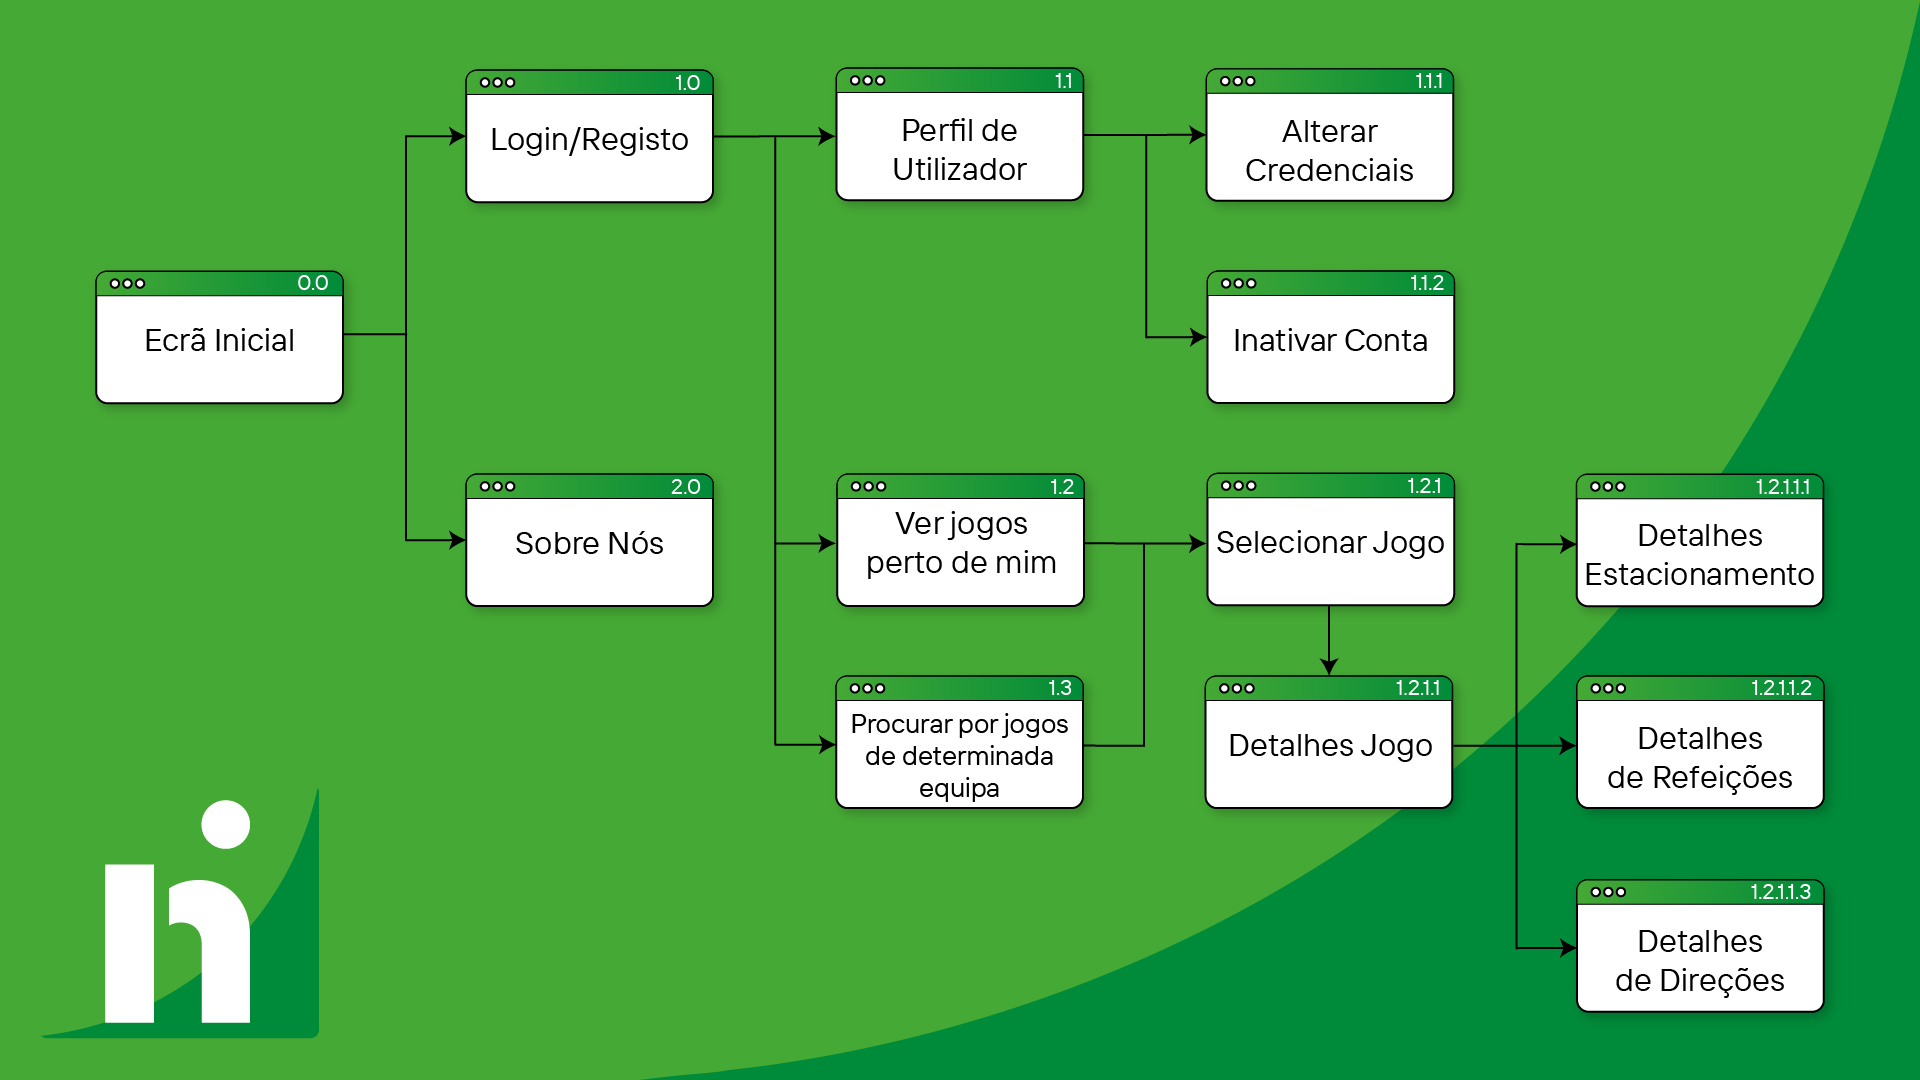 1.0
Login/Registo
1.1
Perfil de
Utilizador
1.1.1
Alterar
Credenciais
0.0
Ecrã Inicial
1.1.2
Inativar Conta
2.0
Sobre Nós
1.2
Ver jogos
perto de mim
1.2.1
Selecionar Jogo
1.2.1.1.1
Detalhes
Estacionamento
1.3
Procurar por jogos
de determinada
equipa
1.2.1.1
Detalhes Jogo
1.2.1.1.2
Detalhes
de Refeições
1.2.1.1.3
Detalhes
de Direções